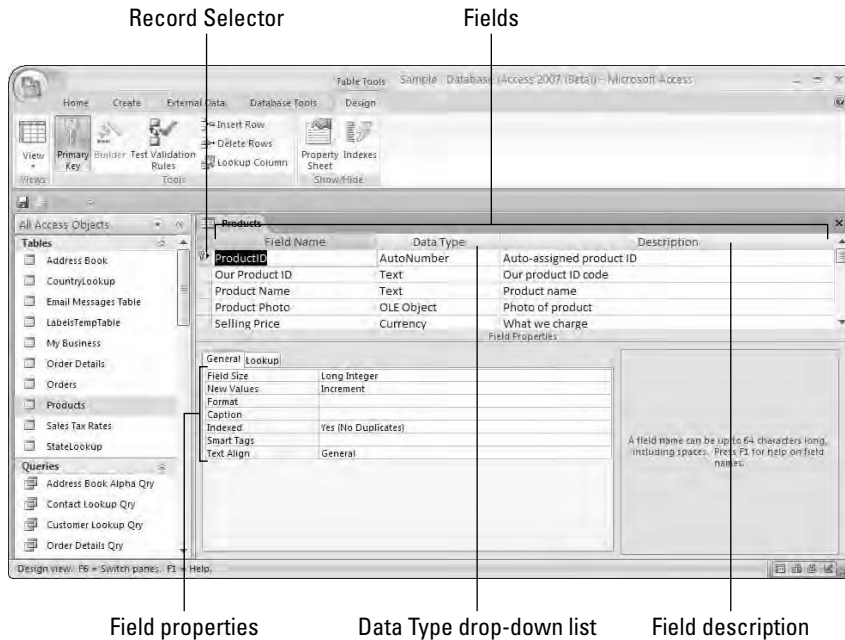 Record Selector
Fields
Table Tools
Sample Database (Access 2007 (Beta)) - Microsoft Access
Home Create External Data Database Tools Design
View
Primary Key
Builder
Test Validation Rules
Insert Row
Delete Rows
Lookup Column
Property Sheet
Indexes
Views
Tools
Show/Hide
All Access Objects
Products
Tables
Address Book
CountryLookup
Email Messages Table
LabelsTempTable
My Business
Order Details
Orders
Products
Sales Tax Rates
StateLookup
Queries
Address Book Alpha Qry
Contact Lookup Qry
Customer Lookup Qry
Order Details Qry
Field Name Data Type Description
ProductID AutoNumber Auto-assigned product ID
Our Product ID Text Our product ID code
Product Name Text Product name
Product Photo OLE Object Photo of product
Selling Price Currency What we charge
Field Properties
General Lookup
Field Size Long Integer
New Values Increment
Format
Caption
Indexed Yes (No Duplicates)
Smart Tags
Text Align General
A field name can be up to 64 characters long,
including spaces. Press F1 for help on field
names.
Design view. F6 = Switch panes. F1 = Help.
Field properties
Data Type drop-down list
Field description